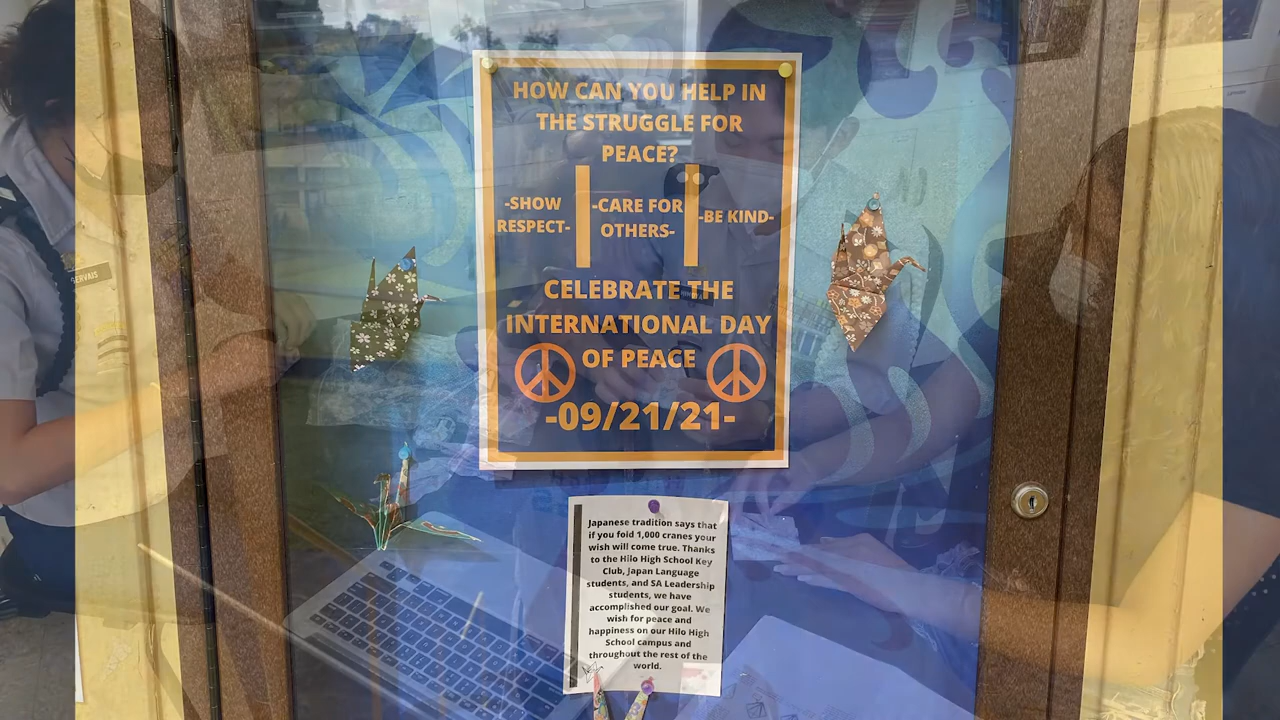 HOW CAN YOU HELP IN
THE STRUGGLE FOR
PEACE?
-SHOW
RESPECT-
-CARE FOR
OTHERS-
-BE KIND-
CELEBRATE THE
INTERNATIONAL DAY
OF PEACE
-09/21/21-
Japanese tradition says that
if you fold 1,000 cranes your
wish will come true. Thanks
to the Hilo High School Key
Club, Japan Language
students, and SA Leadership
students, we have
accomplished our goal. We
wish for peace and
happiness on our Hilo High
School campus and
throughout the rest of the
world.